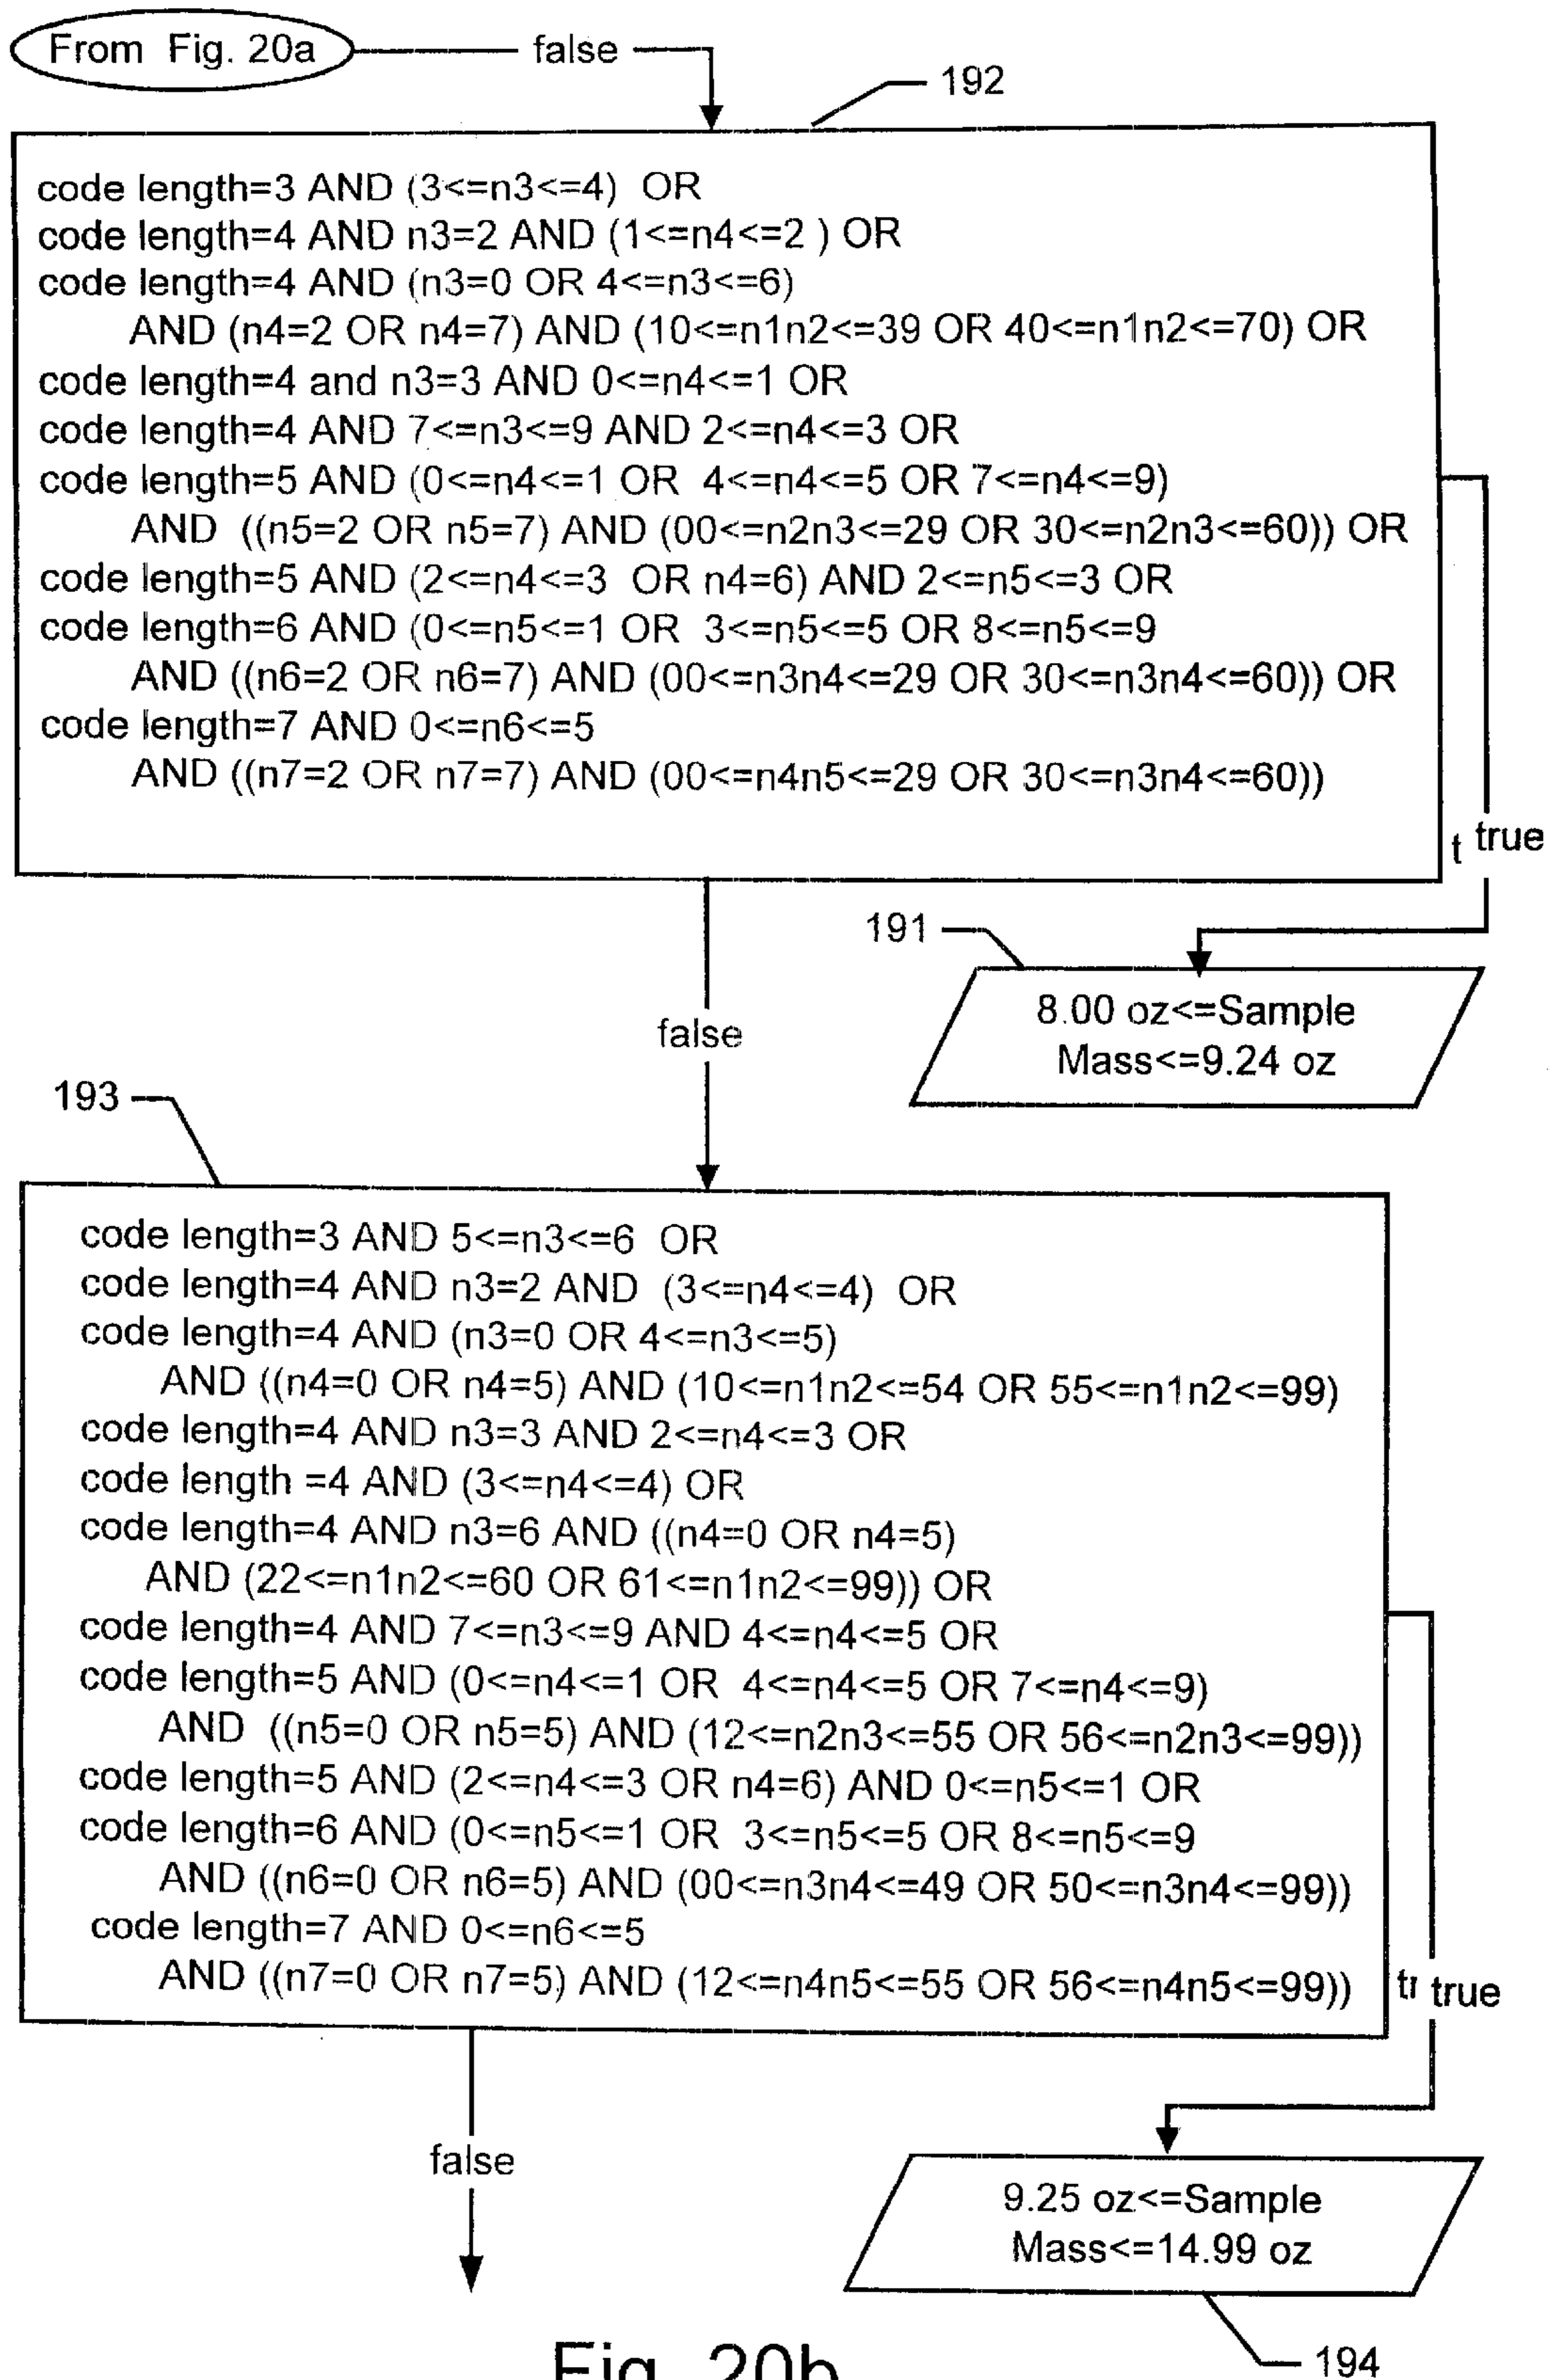 From Fig. 20a
false
192
code length=3 AND (3<=n3<=4) OR
code length=4 AND n3=2 AND (1<=n4<=2 ) OR
code length=4 AND (n3=0 OR 4<=n3<=6)
AND (n4=2 OR n4=7) AND (10<=n1n2<=39 OR 40<=n1n2<=70) OR
code length=4 and n3=3 AND 0<=n4<=1 OR
code length=4 AND 7<=n3<=9 AND 2<=n4<=3 OR
code length=5 AND (0<=n4<=1 OR 4<=n4<=5 OR 7<=n4<=9)
AND ((n5=2 OR n5=7) AND (00<=n2n3<=29 OR 30<=n2n3<=60)) OR
code length=5 AND (2<=n4<=3 OR n4=6) AND 2<=n5<=3 OR
code length=6 AND (0<=n5<=1 OR 3<=n5<=5 OR 8<=n5<=9
AND ((n6=2 OR n6=7) AND (00<=n3n4<=29 OR 30<=n3n4<=60)) OR
code length=7 AND 0<=n6<=5
AND ((n7=2 OR n7=7) AND (00<=n4n5<=29 OR 30<=n3n4<=60))
t true
191
8.00 oz<=Sample
Mass<=9.24 oz
false
193
code length=3 AND 5<=n3<=6 OR
code length=4 AND n3=2 AND (3<=n4<=4) OR
code length=4 AND (n3=0 OR 4<=n3<=5)
AND ((n4=0 OR n4=5) AND (10<=n1n2<=54 OR 55<=n1n2<=99)
code length=4 AND n3=3 AND 2<=n4<=3 OR
code length =4 AND (3<=n4<=4) OR
code length=4 AND n3=6 AND ((n4=0 OR n4=5)
AND (22<=n1n2<=60 OR 61<=n1n2<=99)) OR
code length=4 AND 7<=n3<=9 AND 4<=n4<=5 OR
code length=5 AND (0<=n4<=1 OR 4<=n4<=5 OR 7<=n4<=9)
AND ((n5=0 OR n5=5) AND (12<=n2n3<=55 OR 56<=n2n3<=99))
code length=5 AND (2<=n4<=3 OR n4=6) AND 0<=n5<=1 OR
code length=6 AND (0<=n5<=1 OR 3<=n5<=5 OR 8<=n5<=9
AND ((n6=0 OR n6=5) AND (00<=n3n4<=49 OR 50<=n3n4<=99))
code length=7 AND 0<=n6<=5
AND ((n7=0 OR n7=5) AND (12<=n4n5<=55 OR 56<=n4n5<=99))
tr true
false
9.25 oz<=Sample
Mass<=14.99 oz
194
Fig. 20b